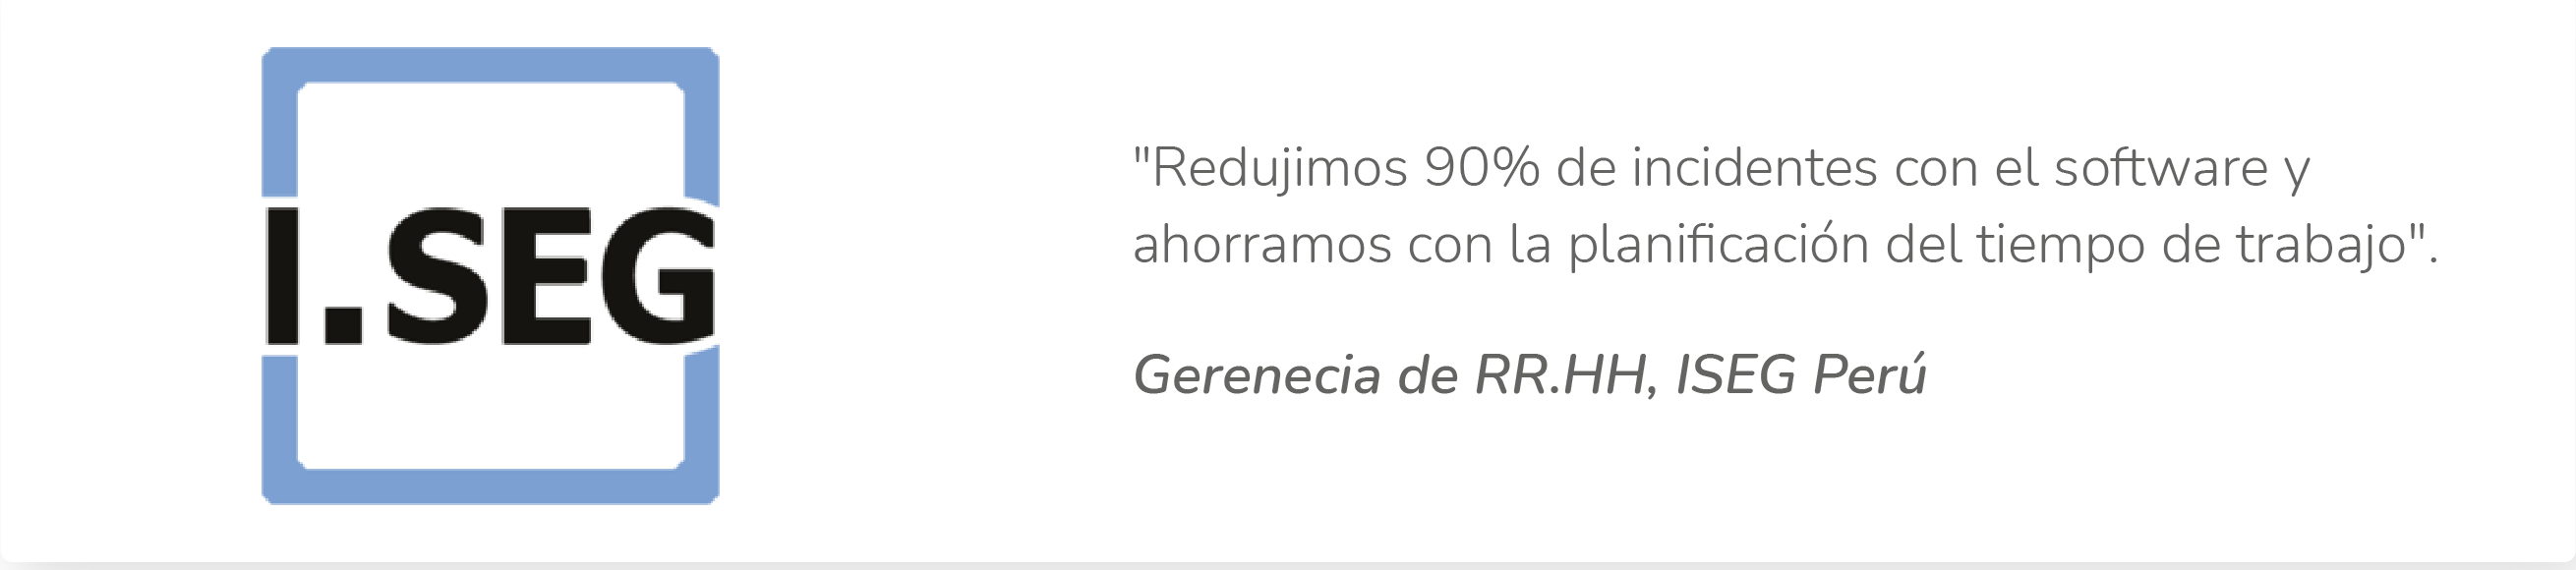 I.SEG
"Redujimos 90% de incidentes con el software y
ahorramos con la planificación del tiempo de trabajo".
Gerenecia de RR.HH, ISEG Perú